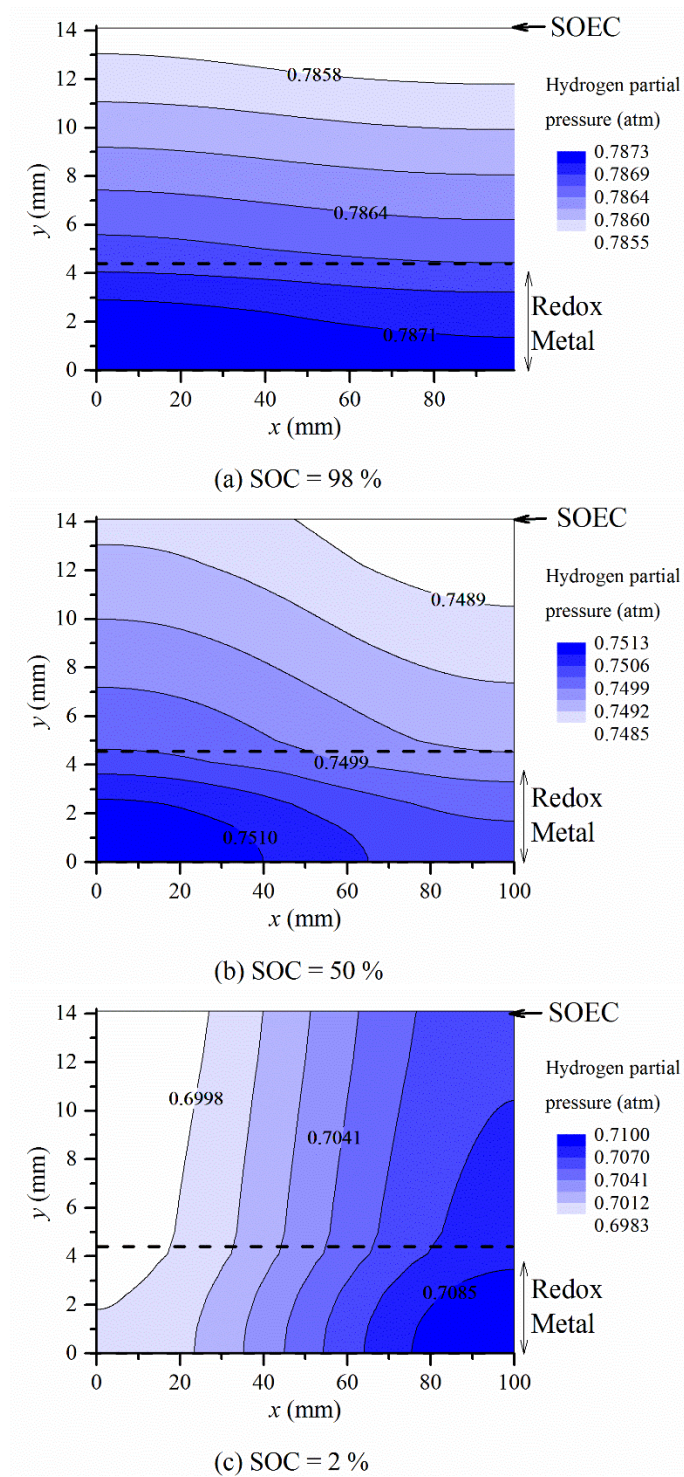 SOEC
14
12
10
8
6
4
2
0
y (mm)
0.7858
0.7864
0.7871
Hydrogen partial
pressure (atm)
0.7873
0.7869
0.7864
0.7860
0.7855
Redox
Metal
0 20 40 60 80
x (mm)
(a) SOC = 98 %
SOEC
14
12
10
8
6
4
2
0
y (mm)
0.7489
0.7499
0.7510
Hydrogen partial
pressure (atm)
0.7513
0.7506
0.7499
0.7492
0.7485
Redox
Metal
0 20 40 60 80 100
x (mm)
(b) SOC = 50 %
SOEC
14
12
10
8
6
4
2
0
y (mm)
0.6998
0.7041
0.7085
Hydrogen partial
pressure (atm)
0.7100
0.7070
0.7041
0.7012
0.6983
Redox
Metal
0 20 40 60 80 100
x (mm)
(c) SOC = 2 %